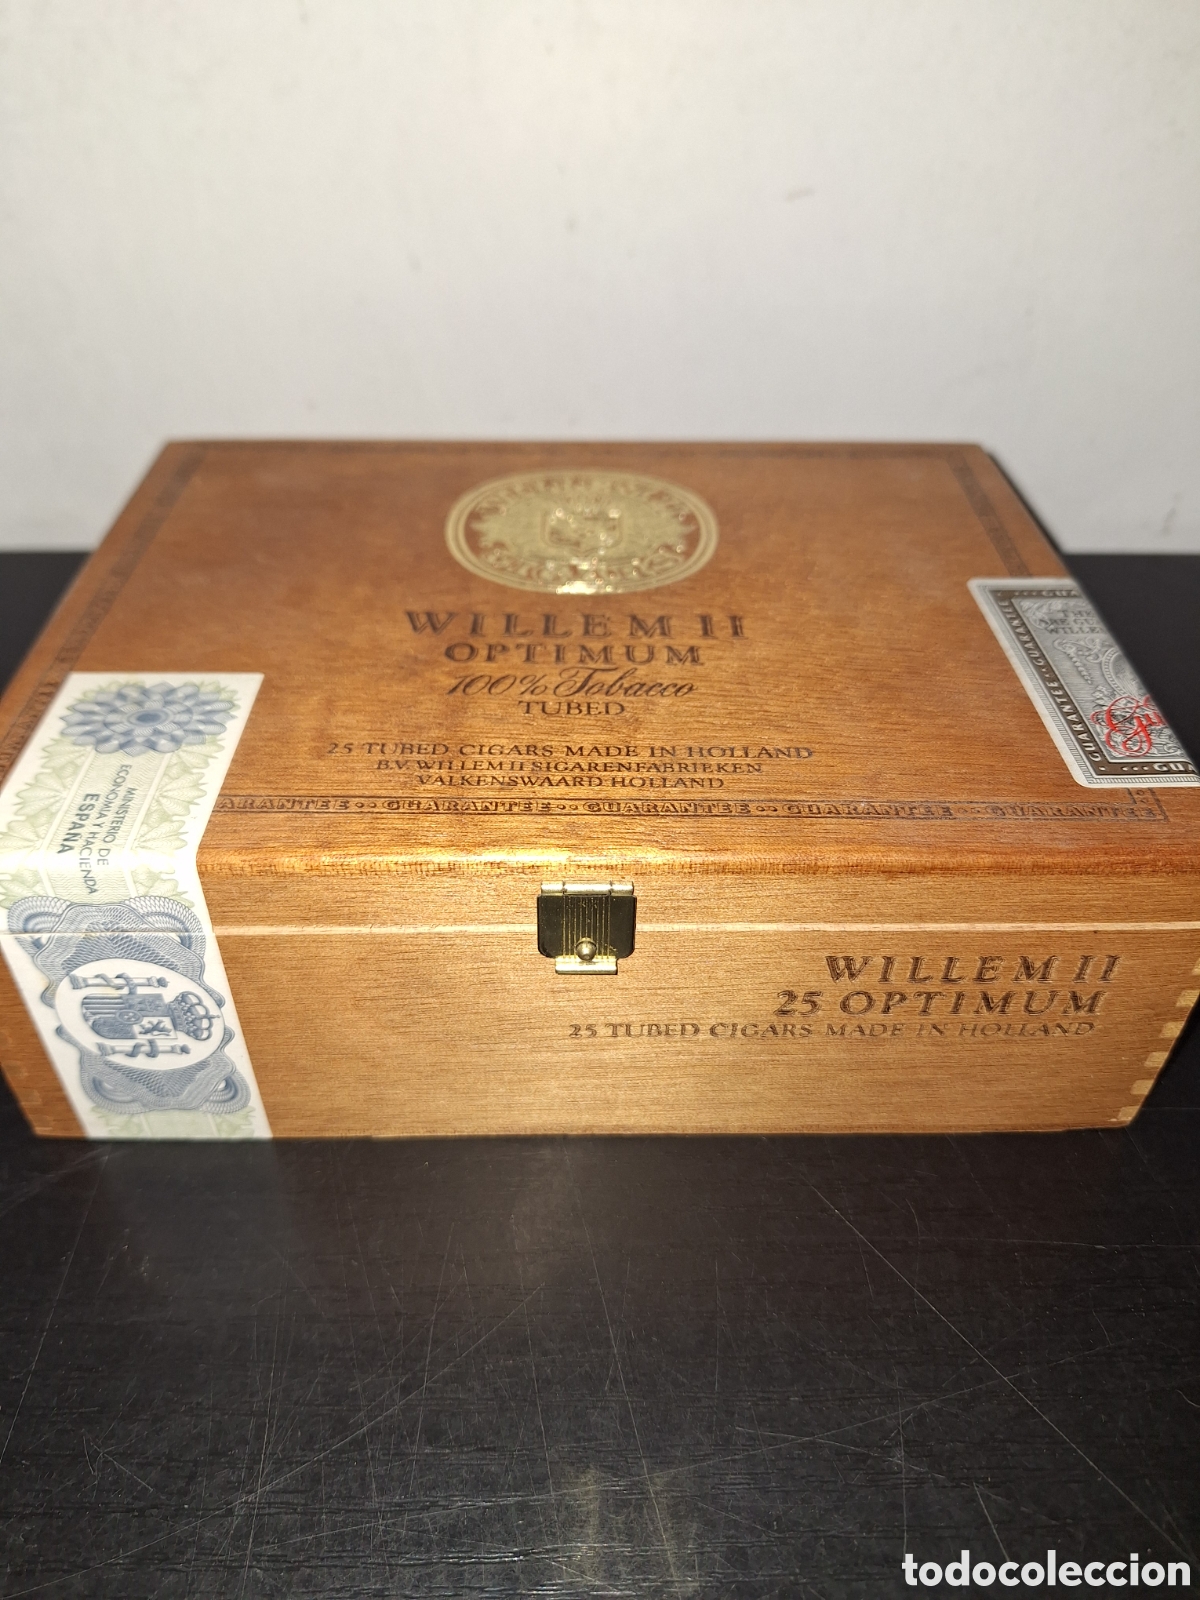 WILLEM II
OPTIMUM
100% Tobacco
TUBED
25 TUBED CIGARS MADE IN HOLLAND
B.V. WILLEM II SIGARENFABRIEKEN
VALKENSWAARD HOLLAND
GUARANTEE ·· GUARANTEE ·· GUARANTEE ·· GUARANTEE
MINISTERIO DE
ECONOMIA Y HACIENDA
ESPAÑA
GUARANTEE · GUARANTEE
WILLEM II
25 OPTIMUM
25 TUBED CIGARS MADE IN HOLLAND
todocoleccion